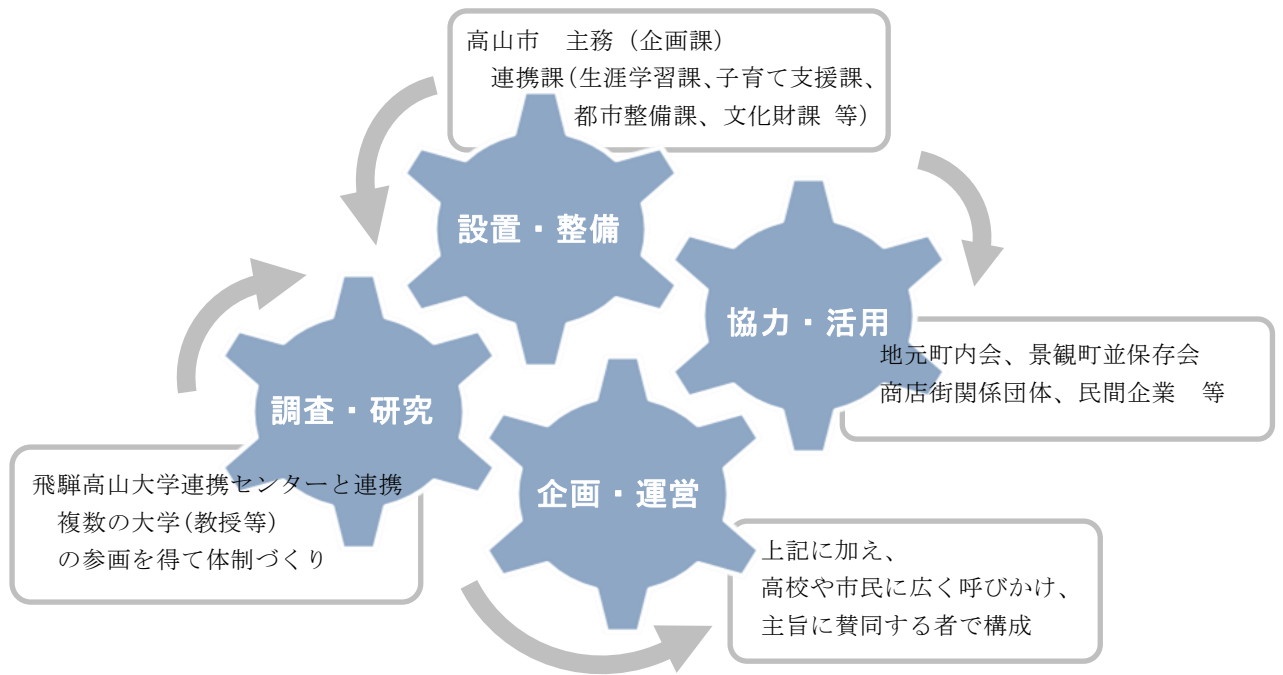 高山市　主務（企画課）
連携課（生涯学習課、子育て支援課、
都市整備課、文化財課 等）
設置・整備
協力・活用
地元町内会、景観町並保存会
商店街関係団体、民間企業　等
調査・研究
飛騨高山大学連携センターと連携
複数の大学（教授等）
の参画を得て体制づくり
企画・運営
上記に加え、
高校や市民に広く呼びかけ、
主旨に賛同する者で構成